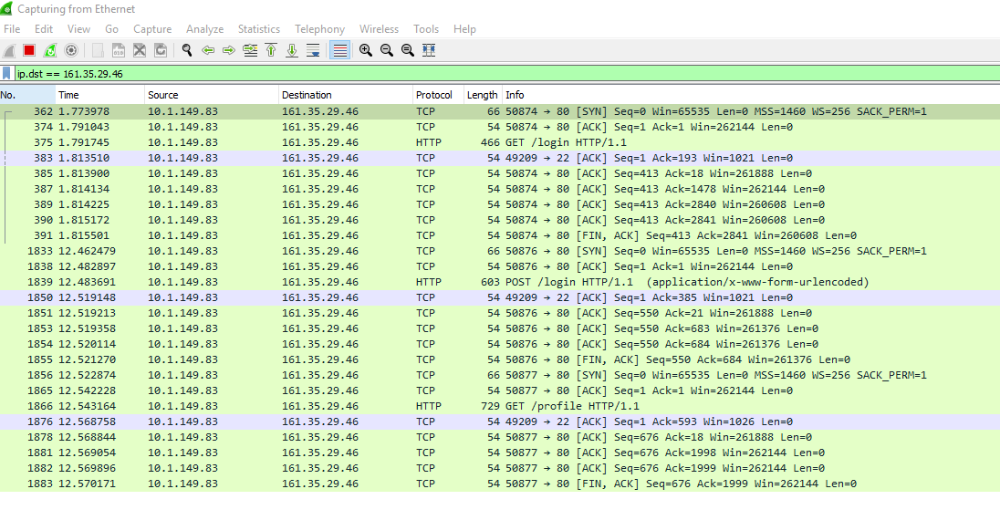 Capturing from Ethernet
File Edit View Go Capture Analyze Statistics Telephony Wireless Tools Help
ip.dst == 161.35.29.46
No. Time Source Destination Protocol Length Info
362 1.773978 10.1.149.83 161.35.29.46 TCP 66 50874 → 80 [SYN] Seq=0 Win=65535 Len=0 MSS=1460 WS=256 SACK_PERM=1
374 1.791043 10.1.149.83 161.35.29.46 TCP 54 50874 → 80 [ACK] Seq=1 Ack=1 Win=262144 Len=0
375 1.791745 10.1.149.83 161.35.29.46 HTTP 466 GET /login HTTP/1.1
383 1.813510 10.1.149.83 161.35.29.46 TCP 54 49209 → 22 [ACK] Seq=1 Ack=193 Win=1021 Len=0
385 1.813900 10.1.149.83 161.35.29.46 TCP 54 50874 → 80 [ACK] Seq=413 Ack=18 Win=261888 Len=0
387 1.814134 10.1.149.83 161.35.29.46 TCP 54 50874 → 80 [ACK] Seq=413 Ack=1478 Win=262144 Len=0
389 1.814225 10.1.149.83 161.35.29.46 TCP 54 50874 → 80 [ACK] Seq=413 Ack=2840 Win=260608 Len=0
390 1.815172 10.1.149.83 161.35.29.46 TCP 54 50874 → 80 [ACK] Seq=413 Ack=2841 Win=260608 Len=0
391 1.815501 10.1.149.83 161.35.29.46 TCP 54 50874 → 80 [FIN, ACK] Seq=413 Ack=2841 Win=260608 Len=0
1833 12.462479 10.1.149.83 161.35.29.46 TCP 66 50876 → 80 [SYN] Seq=0 Win=65535 Len=0 MSS=1460 WS=256 SACK_PERM=1
1838 12.482897 10.1.149.83 161.35.29.46 TCP 54 50876 → 80 [ACK] Seq=1 Ack=1 Win=262144 Len=0
1839 12.483691 10.1.149.83 161.35.29.46 HTTP 603 POST /login HTTP/1.1 (application/x-www-form-urlencoded)
1850 12.519148 10.1.149.83 161.35.29.46 TCP 54 49209 → 22 [ACK] Seq=1 Ack=385 Win=1021 Len=0
1851 12.519213 10.1.149.83 161.35.29.46 TCP 54 50876 → 80 [ACK] Seq=550 Ack=21 Win=261888 Len=0
1853 12.519358 10.1.149.83 161.35.29.46 TCP 54 50876 → 80 [ACK] Seq=550 Ack=683 Win=261376 Len=0
1854 12.520114 10.1.149.83 161.35.29.46 TCP 54 50876 → 80 [ACK] Seq=550 Ack=684 Win=261376 Len=0
1855 12.521270 10.1.149.83 161.35.29.46 TCP 54 50876 → 80 [FIN, ACK] Seq=550 Ack=684 Win=261376 Len=0
1856 12.522874 10.1.149.83 161.35.29.46 TCP 66 50877 → 80 [SYN] Seq=0 Win=65535 Len=0 MSS=1460 WS=256 SACK_PERM=1
1865 12.542228 10.1.149.83 161.35.29.46 TCP 54 50877 → 80 [ACK] Seq=1 Ack=1 Win=262144 Len=0
1866 12.543164 10.1.149.83 161.35.29.46 HTTP 729 GET /profile HTTP/1.1
1876 12.568758 10.1.149.83 161.35.29.46 TCP 54 49209 → 22 [ACK] Seq=1 Ack=593 Win=1026 Len=0
1878 12.568844 10.1.149.83 161.35.29.46 TCP 54 50877 → 80 [ACK] Seq=676 Ack=18 Win=261888 Len=0
1881 12.569054 10.1.149.83 161.35.29.46 TCP 54 50877 → 80 [ACK] Seq=676 Ack=1998 Win=262144 Len=0
1882 12.569896 10.1.149.83 161.35.29.46 TCP 54 50877 → 80 [ACK] Seq=676 Ack=1999 Win=262144 Len=0
1883 12.570171 10.1.149.83 161.35.29.46 TCP 54 50877 → 80 [FIN, ACK] Seq=676 Ack=1999 Win=262144 Len=0